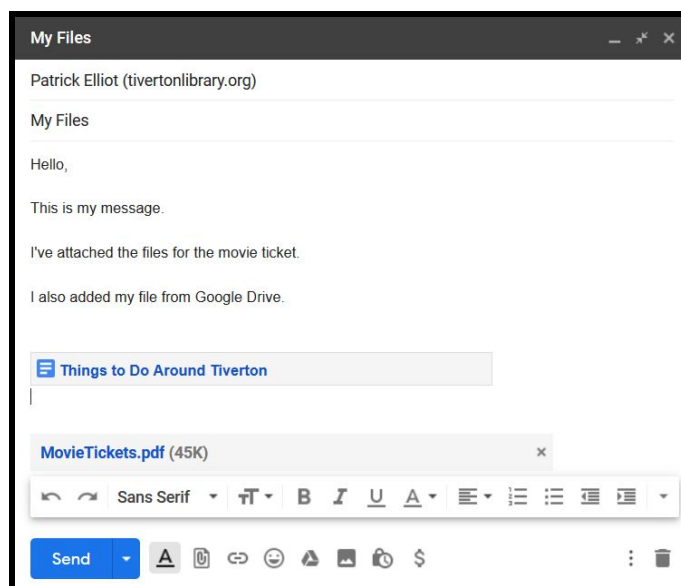 My Files
Patrick Elliot (tivertonlibrary.org)
My Files
Hello,
This is my message.
I've attached the files for the movie ticket.
I also added my file from Google Drive.
Things to Do Around Tiverton
MovieTickets.pdf (45K)
Sans Serif
Send